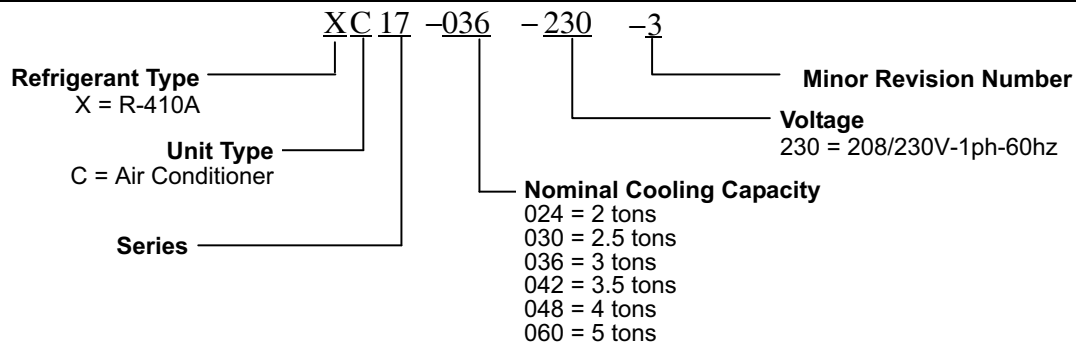 XC17 –036 –230 –3
Refrigerant Type
X = R-410A
Unit Type
C = Air Conditioner
Series
Minor Revision Number
Voltage
230 = 208/230V-1ph-60hz
Nominal Cooling Capacity
024 = 2 tons
030 = 2.5 tons
036 = 3 tons
042 = 3.5 tons
048 = 4 tons
060 = 5 tons